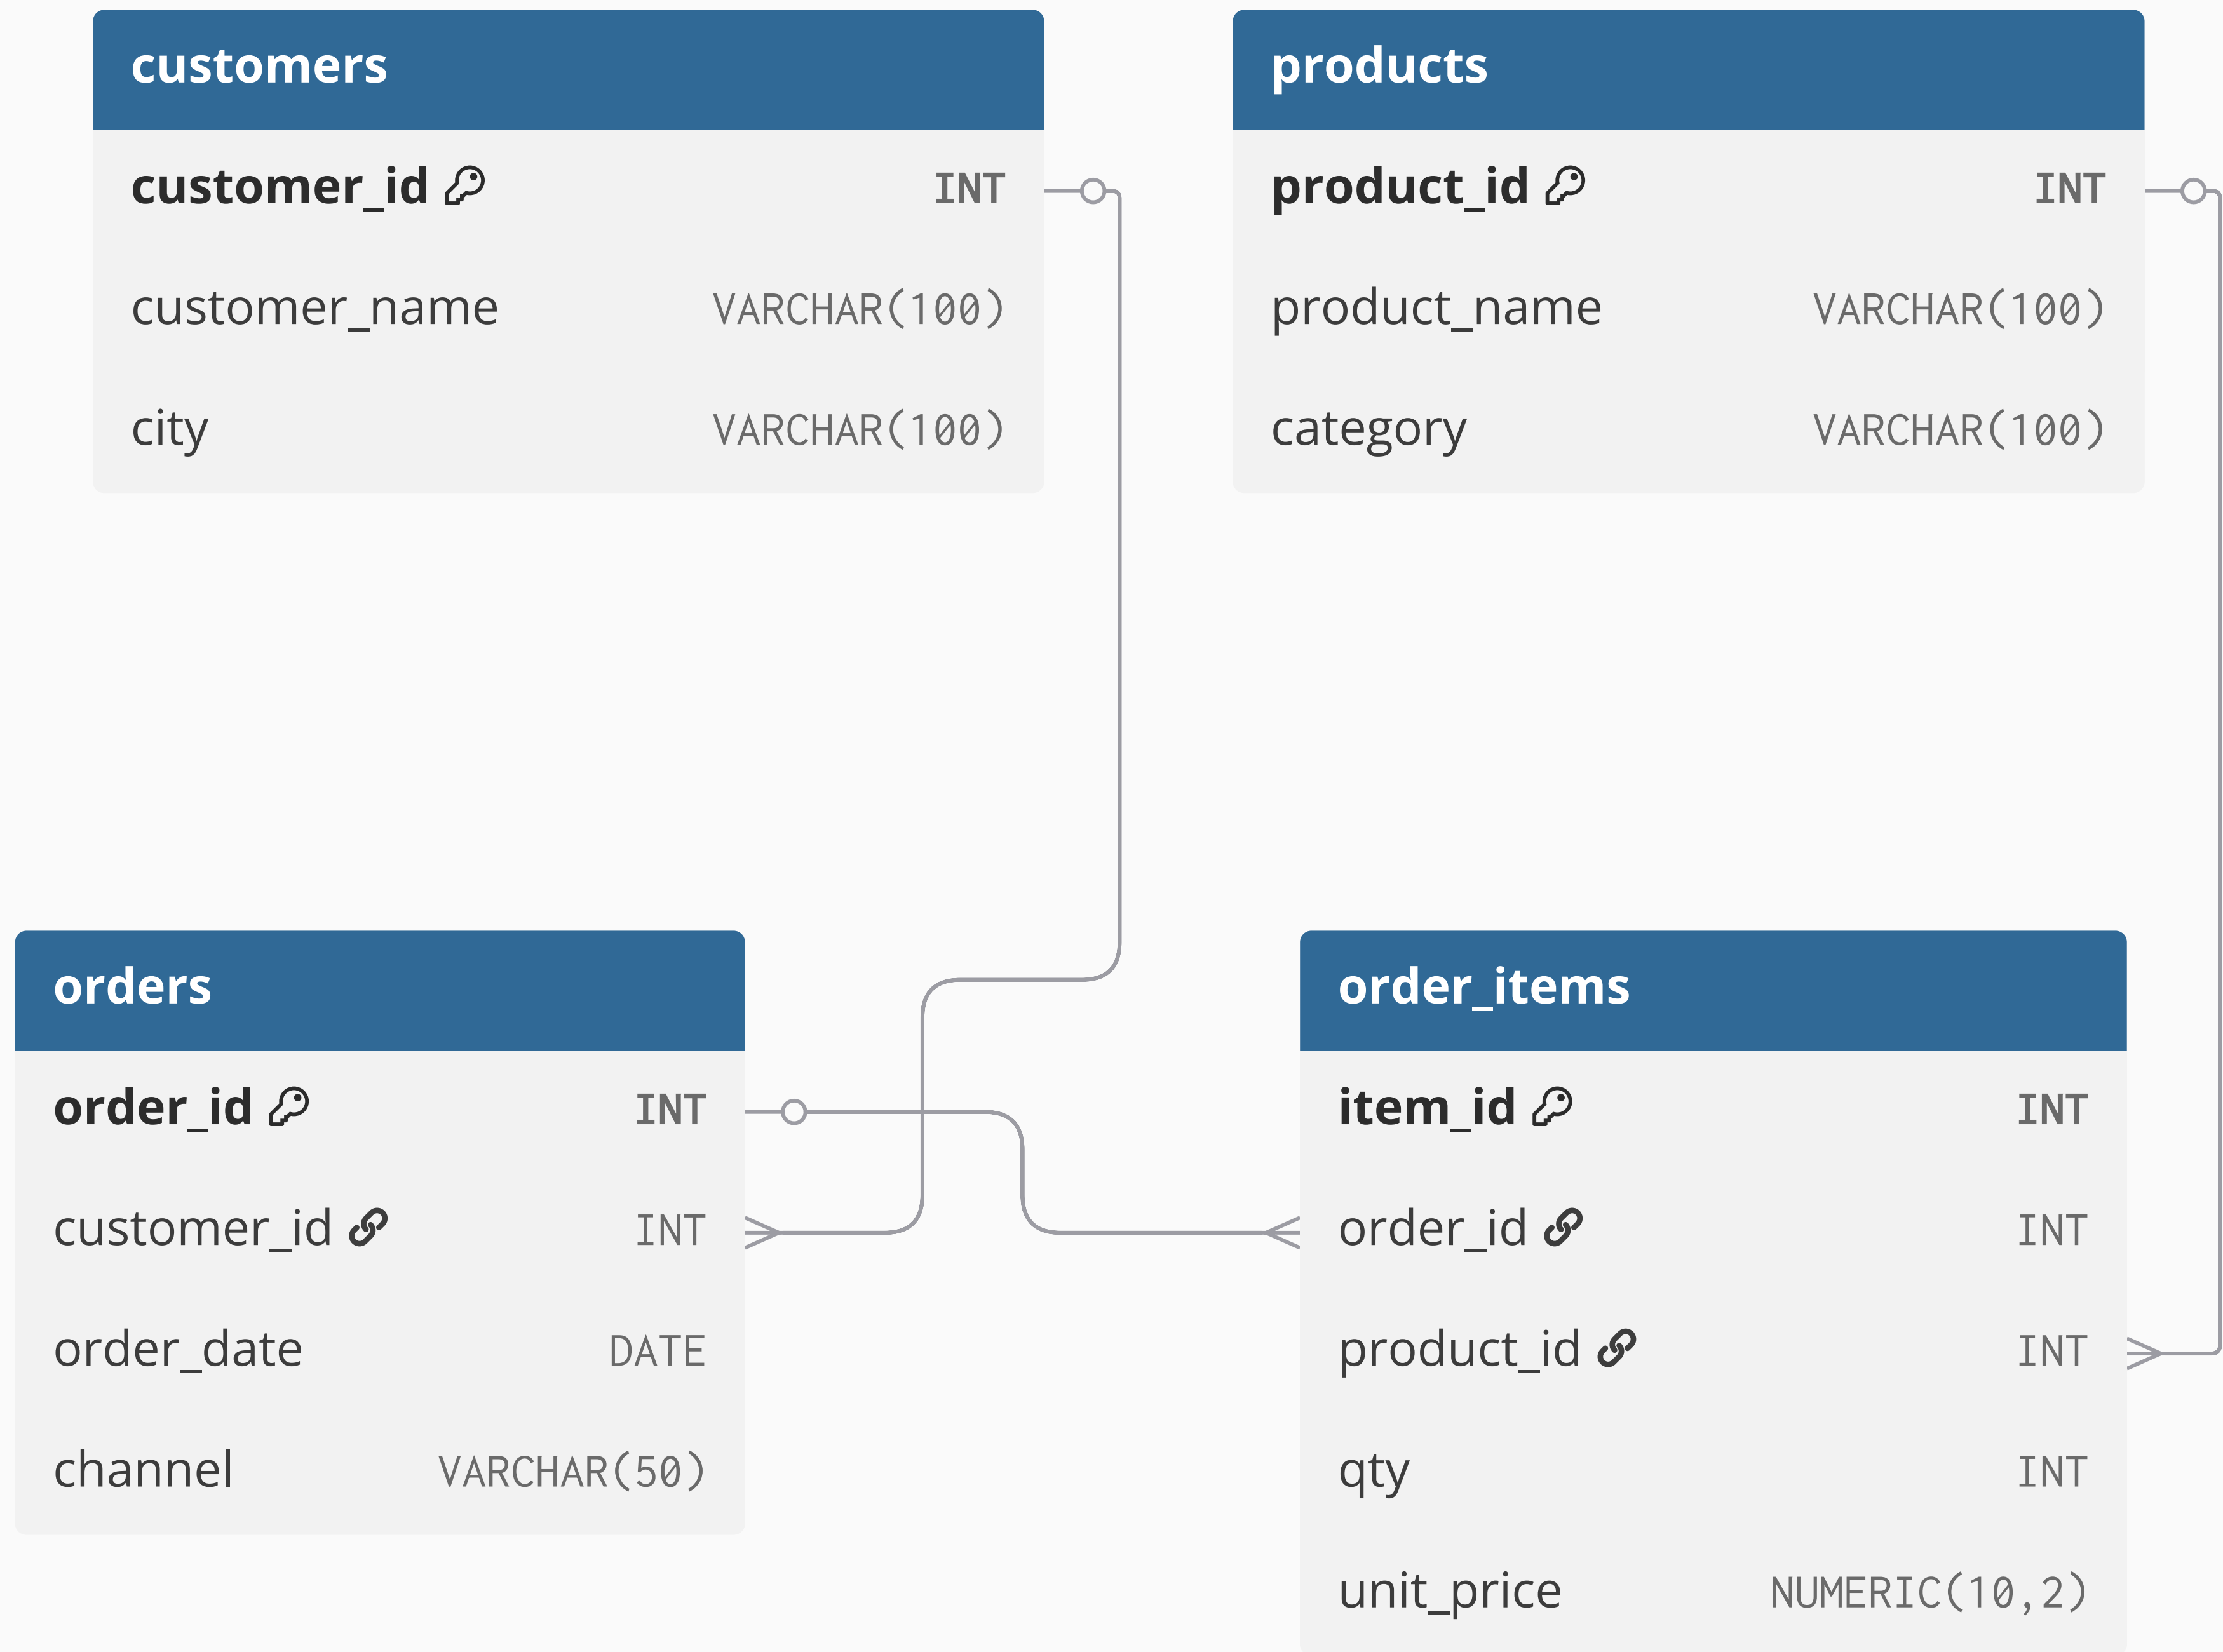 customers
customer_id INT
customer_name VARCHAR(100)
city VARCHAR(100)
products
product_id INT
product_name VARCHAR(100)
category VARCHAR(100)
orders
order_id INT
customer_id INT
order_date DATE
channel VARCHAR(50)
order_items
item_id INT
order_id INT
product_id INT
qty INT
unit_price NUMERIC(10,2)